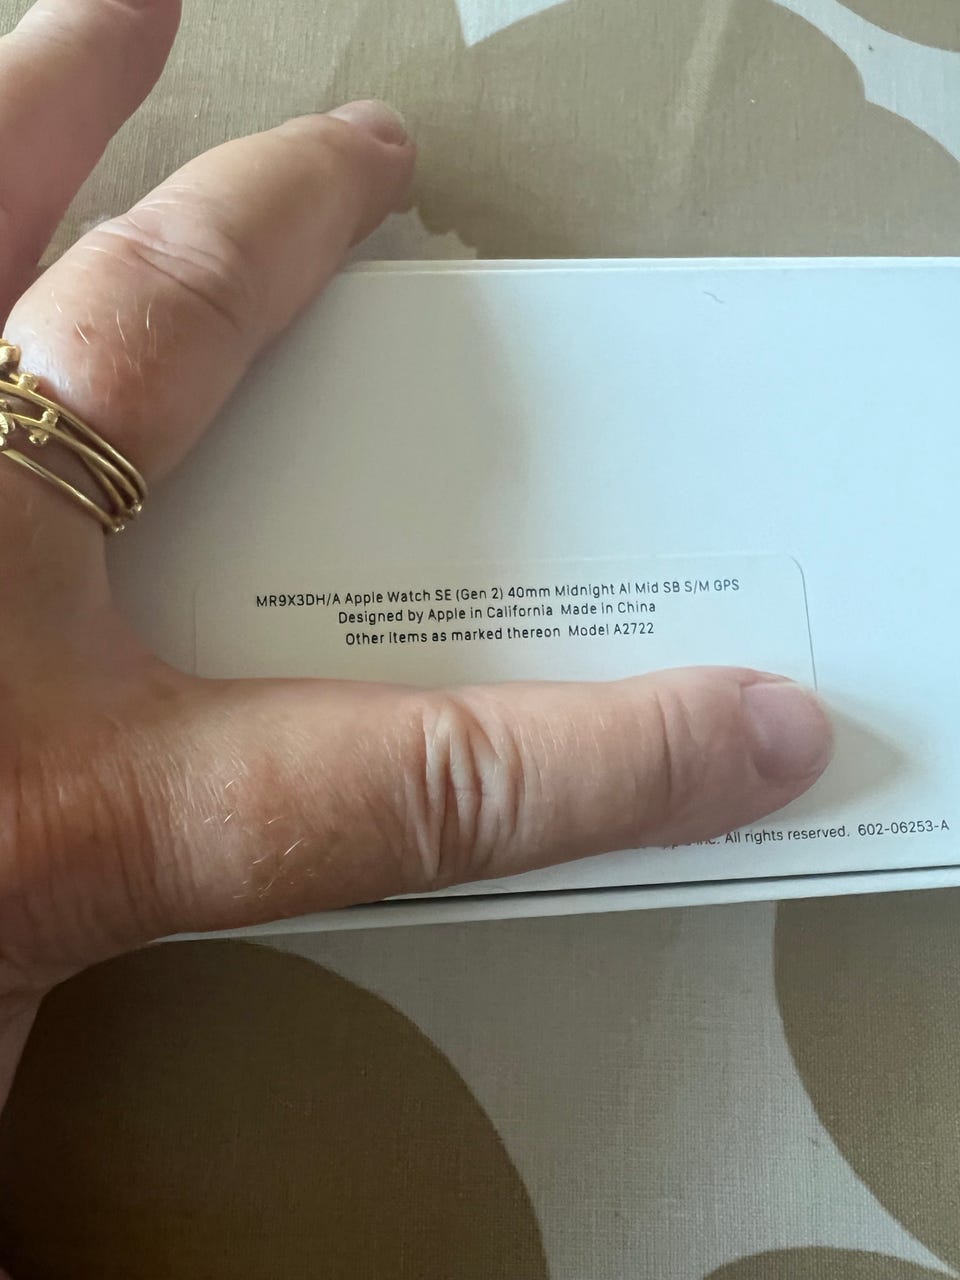 MR9X3DH/A Apple Watch SE (Gen 2) 40mm Midnight Al Mid SB S/M GPS
Designed by Apple in California Made in China
Other items as marked thereon Model A2722
All rights reserved. 602-06253-A